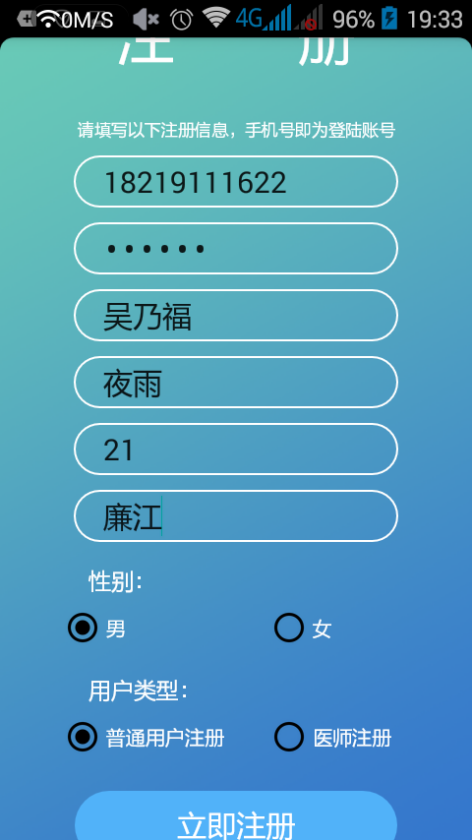 0M/S 4G 96% 19:33
注 册
请填写以下注册信息，手机号即为登陆账号
18219111622
••••••
吴乃福
夜雨
21
廉江
性别：
男 女
用户类型：
普通用户注册 医师注册
立即注册